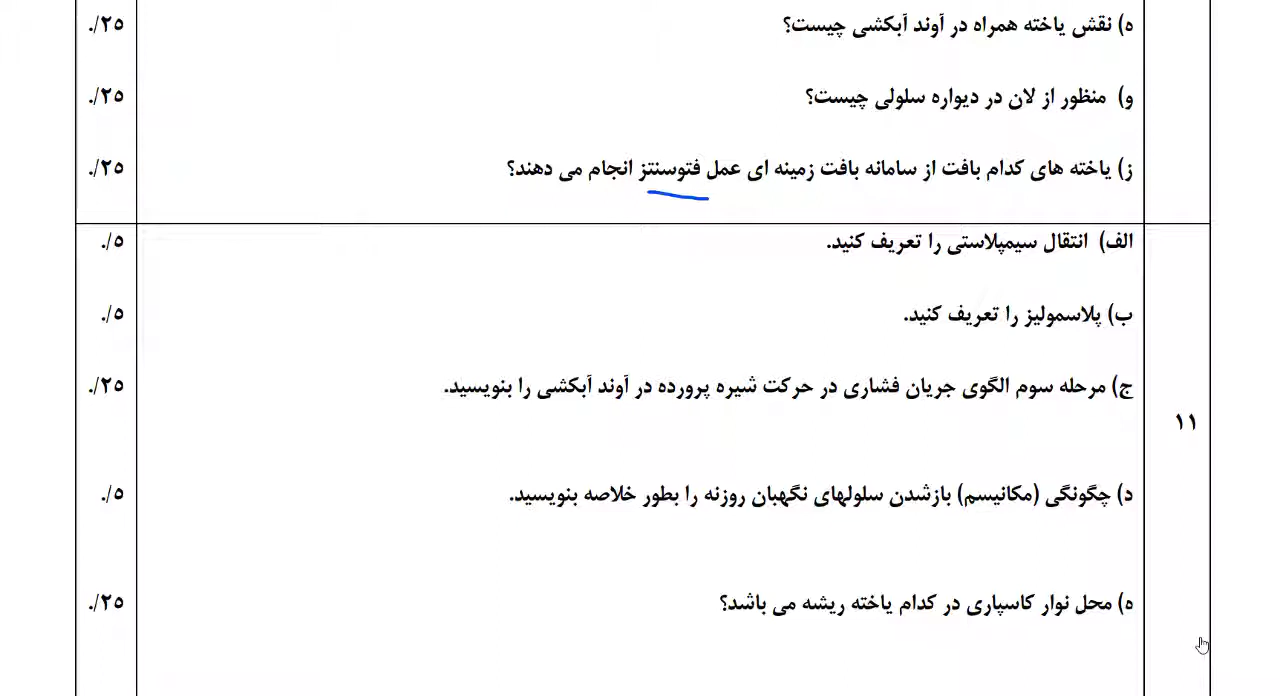 ه) نقش یاخته همراه در آوند آبکشی چیست؟ ./۲۵
و) منظور از لان در دیواره سلولی چیست؟ ./۲۵
ز) یاخته های کدام بافت از سامانه بافت زمینه ای عمل فتوسنتز انجام می دهند؟ ./۲۵
الف) انتقال سیمپلاستی را تعریف کنید. ./۵
ب) پلاسمولیز را تعریف کنید. ./۵
ج) مرحله سوم الگوی جریان فشاری در حرکت شیره پرورده در آوند آبکشی را بنویسید. ./۲۵
۱۱
د) چگونگی (مکانیسم) بازشدن سلولهای نگهبان روزنه را بطور خلاصه بنویسید. ./۵
ه) محل نوار کاسپاری در کدام یاخته ریشه می باشد؟ ./۲۵